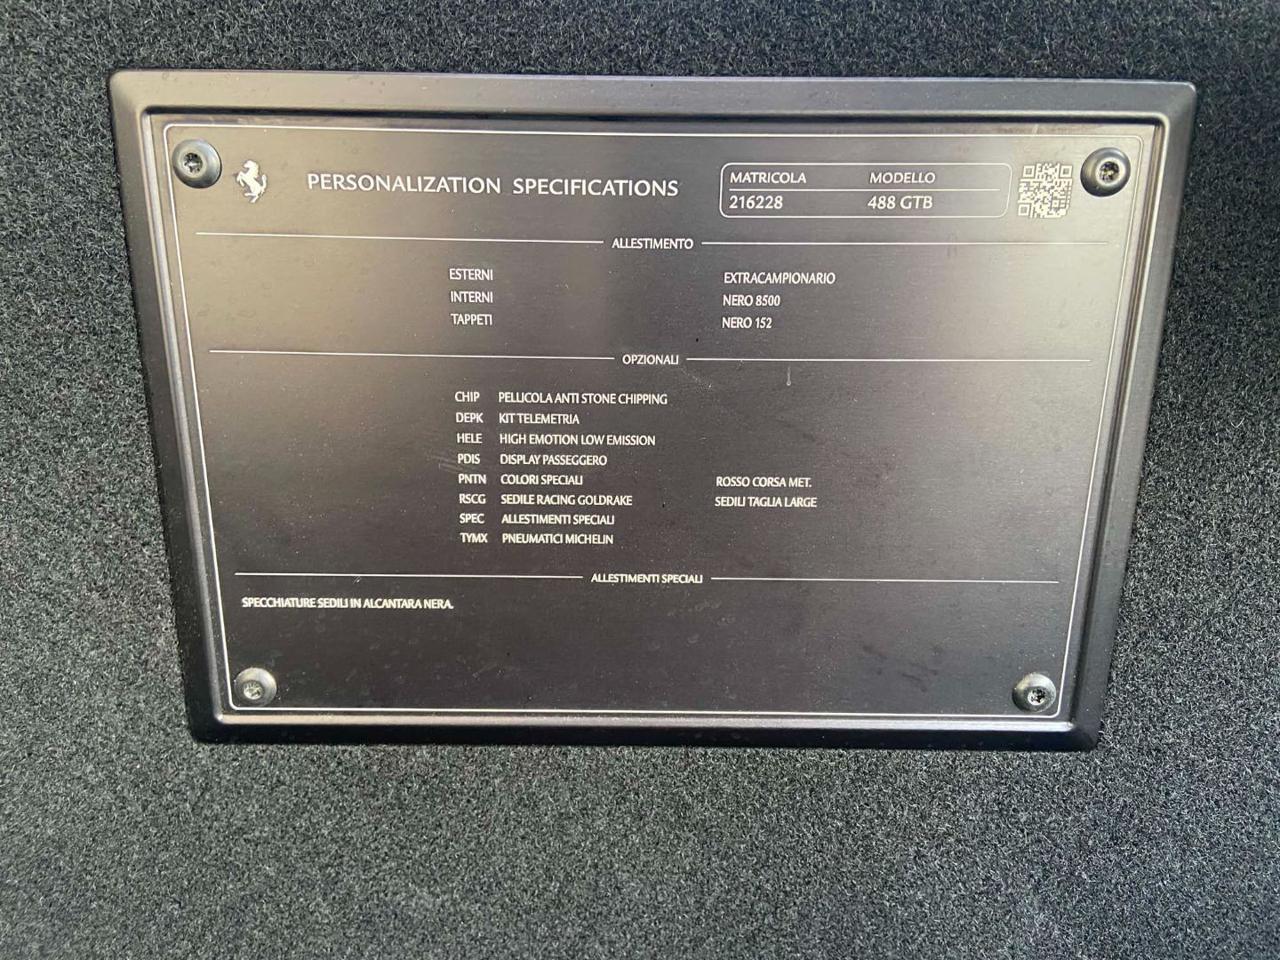 PERSONALIZATION SPECIFICATIONS
MATRICOLA MODELLO
216228 488 GTB
ALLESTIMENTO
ESTERNI EXTRACAMPIONARIO
INTERNI NERO 8500
TAPPETI NERO 152
OPZIONALI
CHIP PELLICOLA ANTI STONE CHIPPING
DEPK KIT TELEMETRIA
HELE HIGH EMOTION LOW EMISSION
PDIS DISPLAY PASSEGGERO
PNTN COLORI SPECIALI ROSSO CORSA MET.
RSCG SEDILE RACING GOLDRAKE SEDILI TAGLIA LARGE
SPEC ALLESTIMENTI SPECIALI
TYMX PNEUMATICI MICHELIN
ALLESTIMENTI SPECIALI
SPECCHIATURE SEDILI IN ALCANTARA NERA.